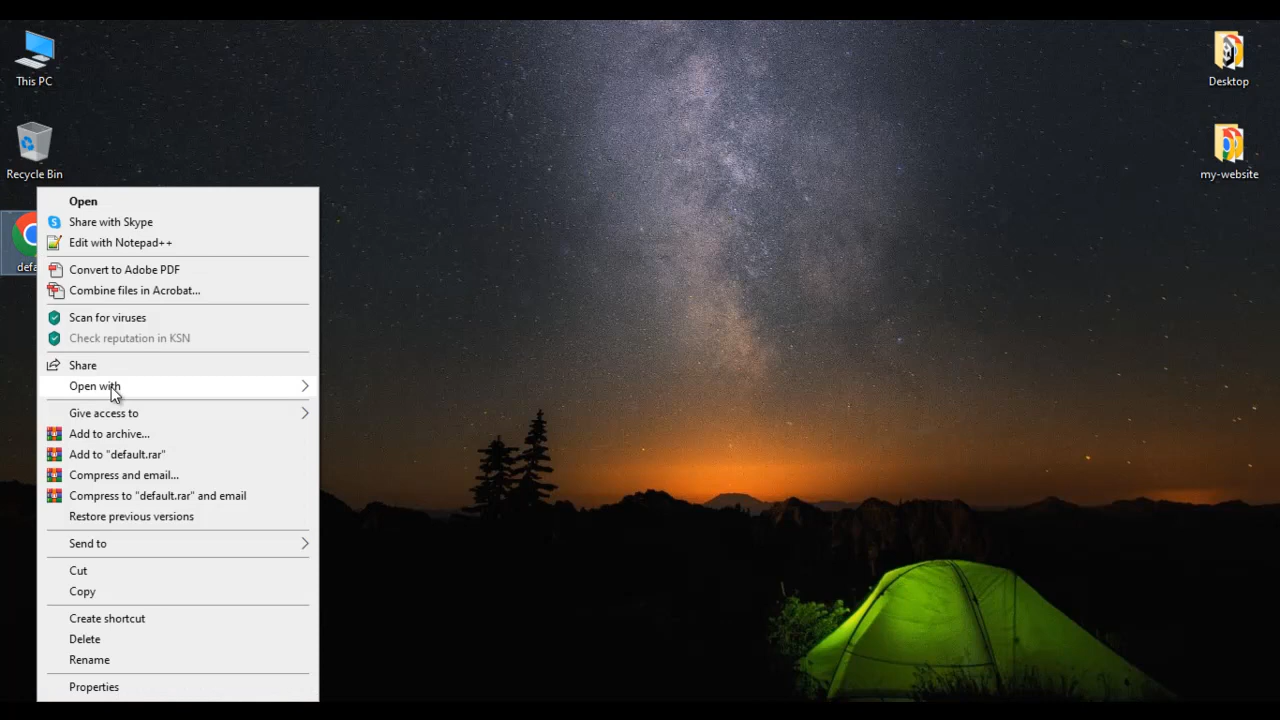 This PC
Recycle Bin
defa
Open
Share with Skype
Edit with Notepad++
Convert to Adobe PDF
Combine files in Acrobat...
Scan for viruses
Check reputation in KSN
Share
Open with
Give access to
Add to archive...
Add to "default.rar"
Compress and email...
Compress to "default.rar" and email
Restore previous versions
Send to
Cut
Copy
Create shortcut
Delete
Rename
Properties
Desktop
my-website